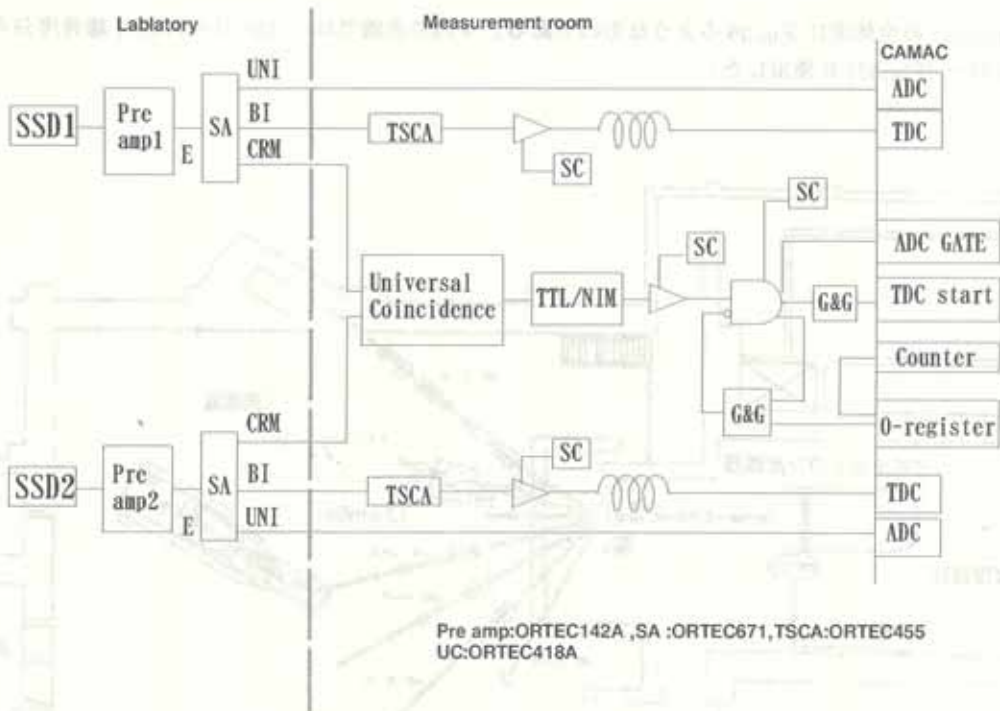 Lablatory
Measurement room
CAMAC
UNI
ADC
SSD1
Pre
amp1
E
SA
BI
TSCA
TDC
CRM
SC
SC
SC
ADC GATE
Universal
Coincidence
TTL/NIM
G&G
TDC start
Counter
G&G
O-register
CRM
SC
SSD2
Pre
amp2
E
SA
BI
TSCA
TDC
UNI
ADC
Pre amp:ORTEC142A ,SA :ORTEC671,TSCA:ORTEC455
UC:ORTEC418A